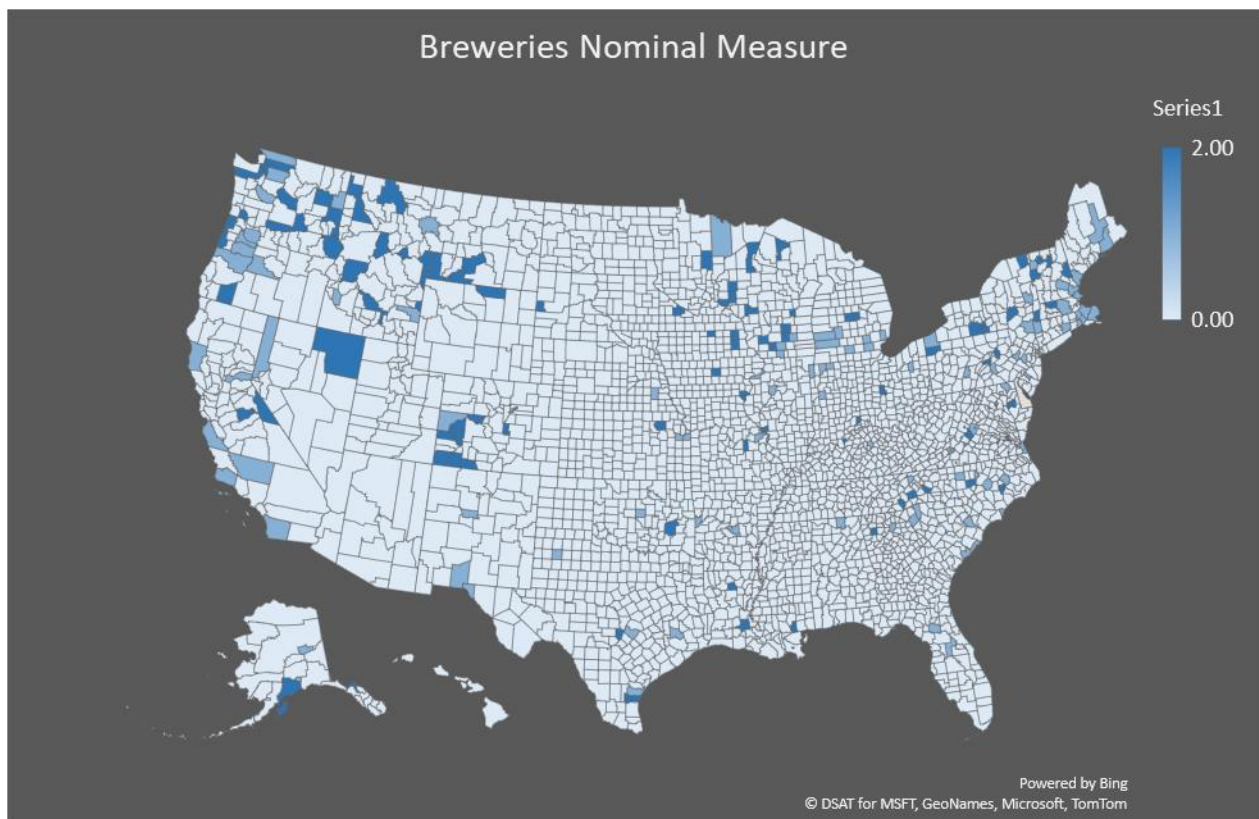 Breweries Nominal Measure
Series1
2.00
0.00
Powered by Bing
© DSAT for MSFT, GeoNames, Microsoft, TomTom